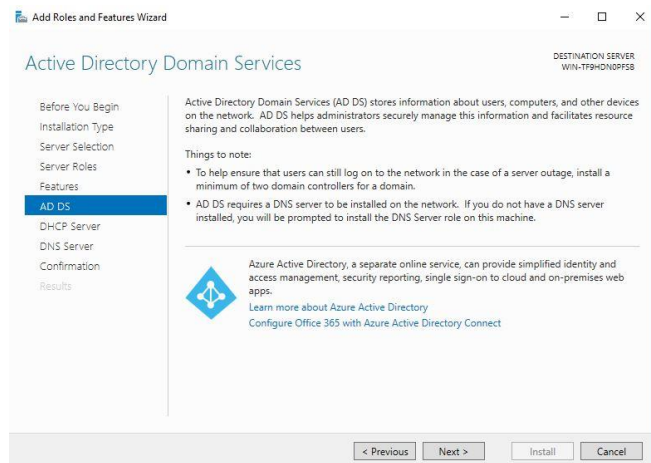 Add Roles and Features Wizard
Active Directory Domain Services
DESTINATION SERVER
WIN-TF9HDN0PFSB
Before You Begin
Installation Type
Server Selection
Server Roles
Features
AD DS
DHCP Server
DNS Server
Confirmation
Results
Active Directory Domain Services (AD DS) stores information about users, computers, and other devices
on the network. AD DS helps administrators securely manage this information and facilitates resource
sharing and collaboration between users.
Things to note:
• To help ensure that users can still log on to the network in the case of a server outage, install a
minimum of two domain controllers for a domain.
• AD DS requires a DNS server to be installed on the network. If you do not have a DNS server
installed, you will be prompted to install the DNS Server role on this machine.
Azure Active Directory, a separate online service, can provide simplified identity and
access management, security reporting, single sign-on to cloud and on-premises web
apps.
Learn more about Azure Active Directory
Configure Office 365 with Azure Active Directory Connect
< Previous
Next >
Install
Cancel